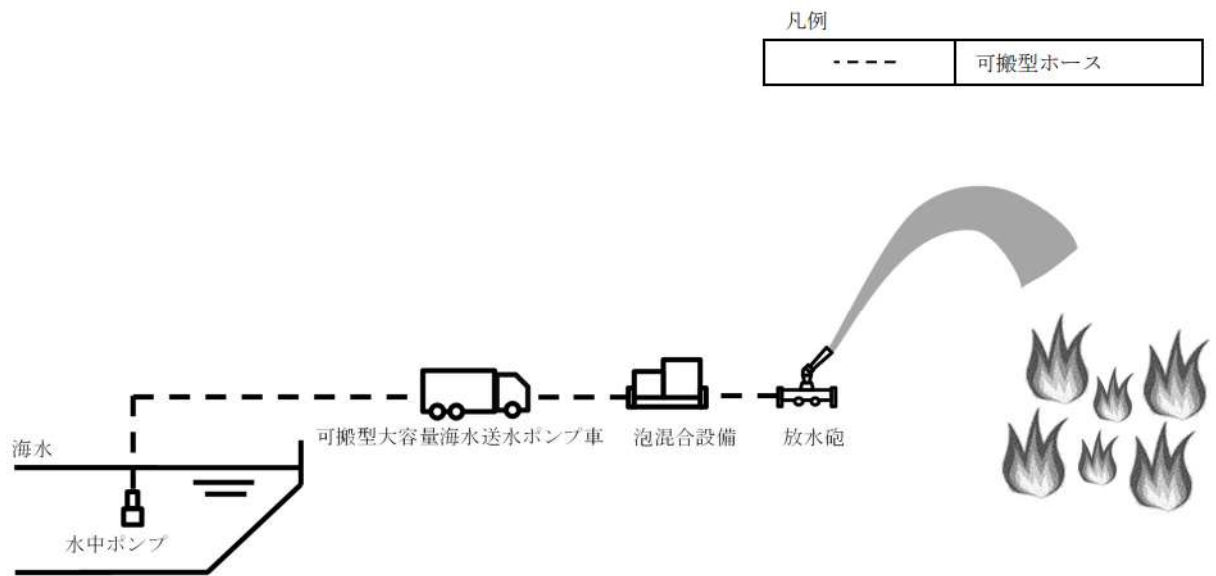 凡例
可搬型ホース
可搬型大容量海水送水ポンプ車
泡混合設備
放水砲
海水
水中ポンプ